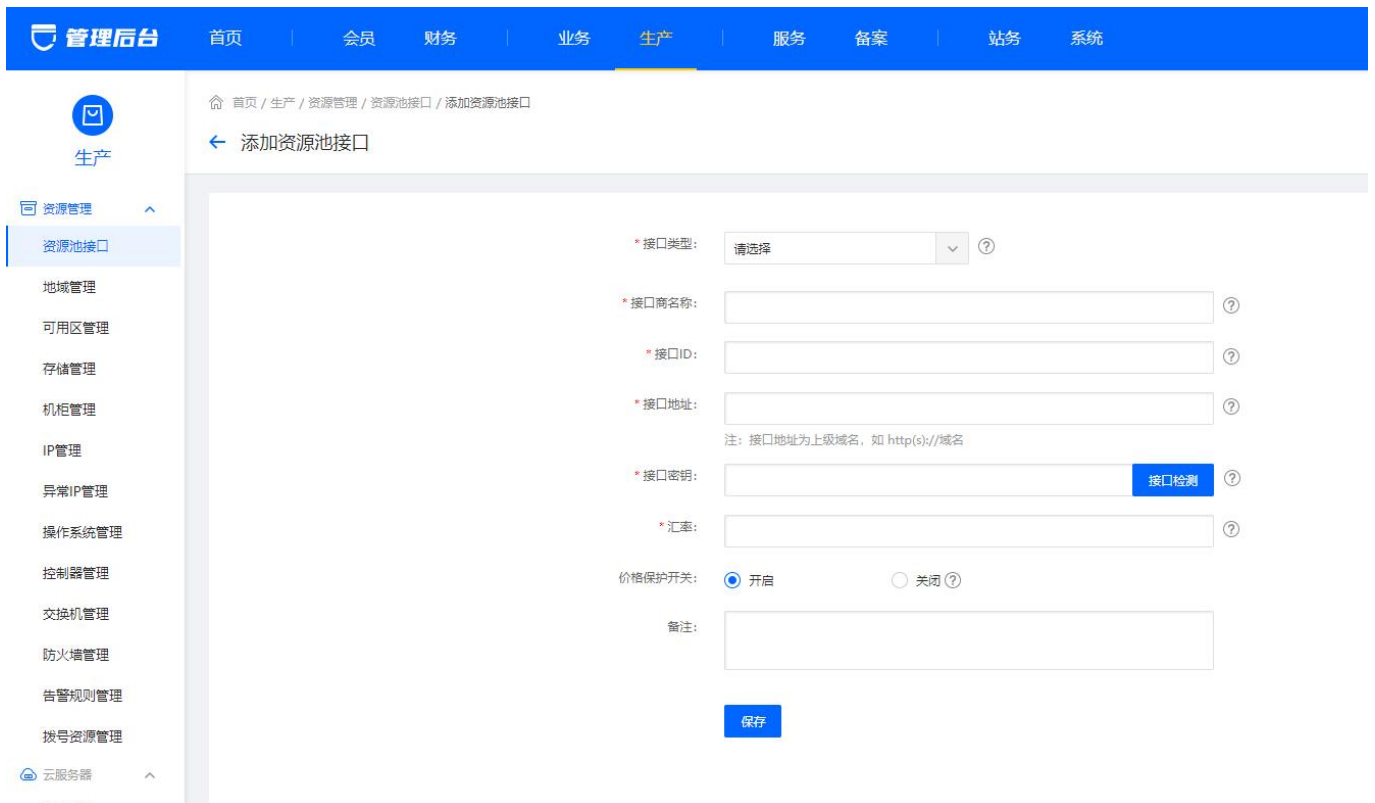 管理后台 首页 会员 财务 业务 生产 服务 备案 站务 系统
首页 / 生产 / 资源管理 / 资源池接口 / 添加资源池接口
← 添加资源池接口
生产
资源管理
资源池接口
地域管理
可用区管理
存储管理
机柜管理
IP管理
异常IP管理
操作系统管理
控制器管理
交换机管理
防火墙管理
告警规则管理
拨号资源管理
云服务器
* 接口类型: 请选择 ?
* 接口商名称: ?
* 接口ID: ?
* 接口地址: ?
注: 接口地址为上级域名, 如 http(s)://域名
* 接口密钥: 接口检测 ?
* 汇率: ?
价格保护开关: 开启 关闭 ?
备注:
保存